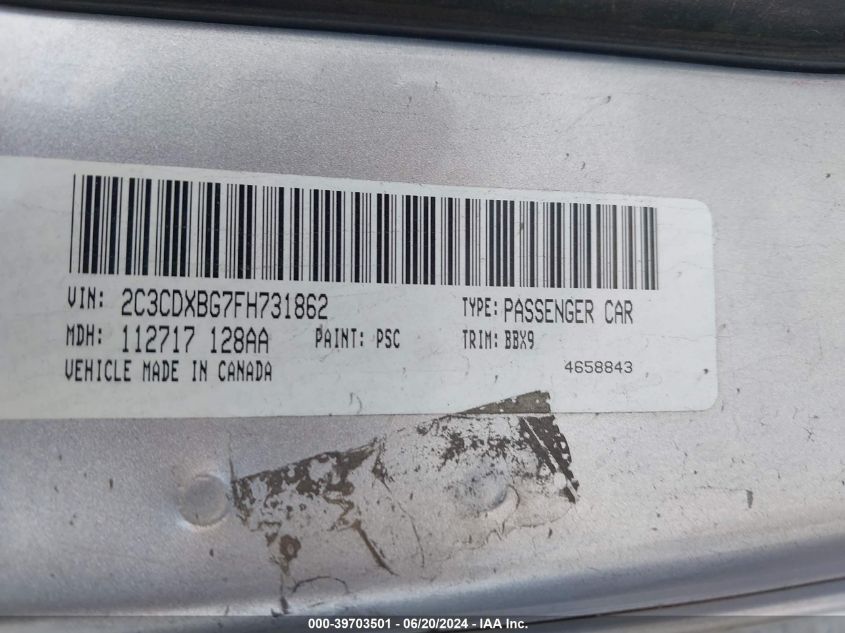 VIN: 2C3CDXBG7FH731862 TYPE: PASSENGER CAR
MDH: 112717 128AA PAINT: PSC TRIM: BBX9
VEHICLE MADE IN CANADA 4658843
000-39703501 - 06/20/2024 - IAA Inc.